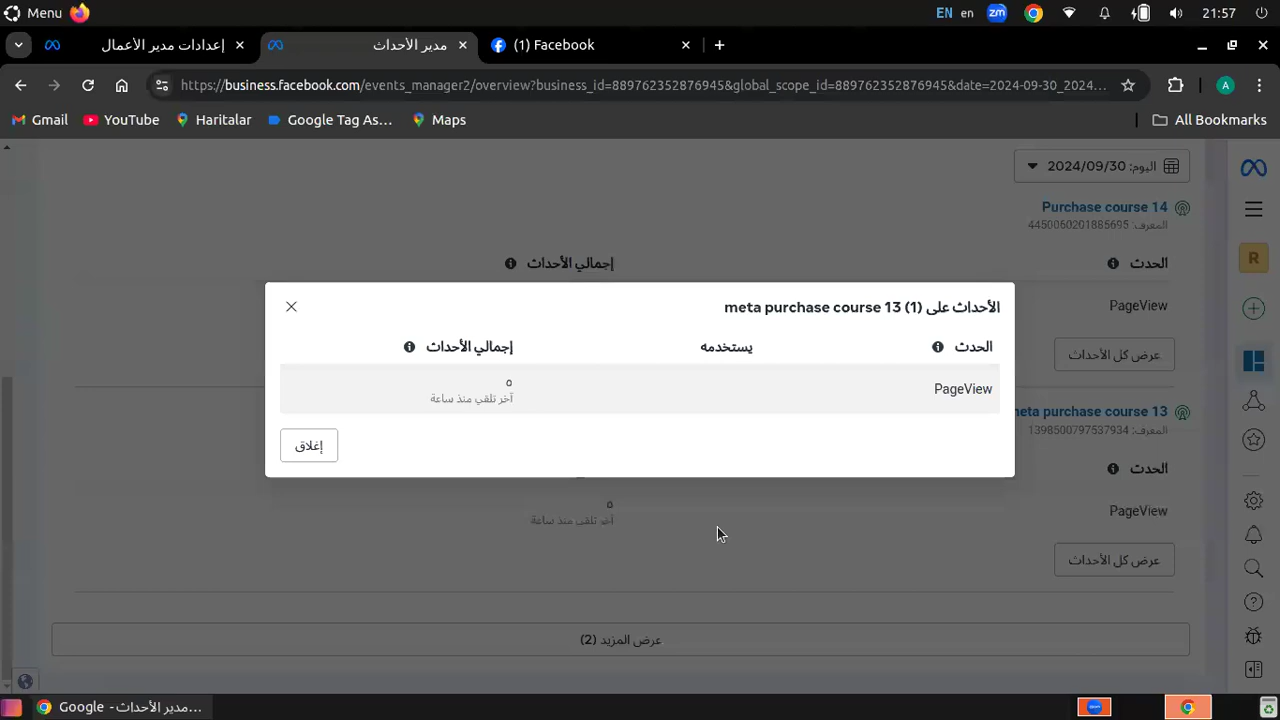 Menu
EN en zm 21:57
إعدادات مدير الأعمال
مدير الأحداث
(1) Facebook
https://business.facebook.com/events_manager2/overview?business_id=889762352876945&global_scope_id=889762352876945&date=2024-09-30_2024...
A
Gmail
YouTube
Haritalar
Google Tag As...
Maps
All Bookmarks
اليوم: 2024/09/30
Purchase course 14
المعرف: 4450060201885695
الحدث
إجمالي الأحداث
PageView
عرض كل الأحداث
الأحداث على meta purchase course 13 (1)
الحدث
يستخدمه
إجمالي الأحداث
PageView
٥
آخر تلقي منذ ساعة
إغلاق
meta purchase course 13
المعرف: 1398500797537934
الحدث
PageView
٥
آخر تلقي منذ ساعة
عرض كل الأحداث
عرض المزيد (2)
R
Google - مدير الأحداث...
zm